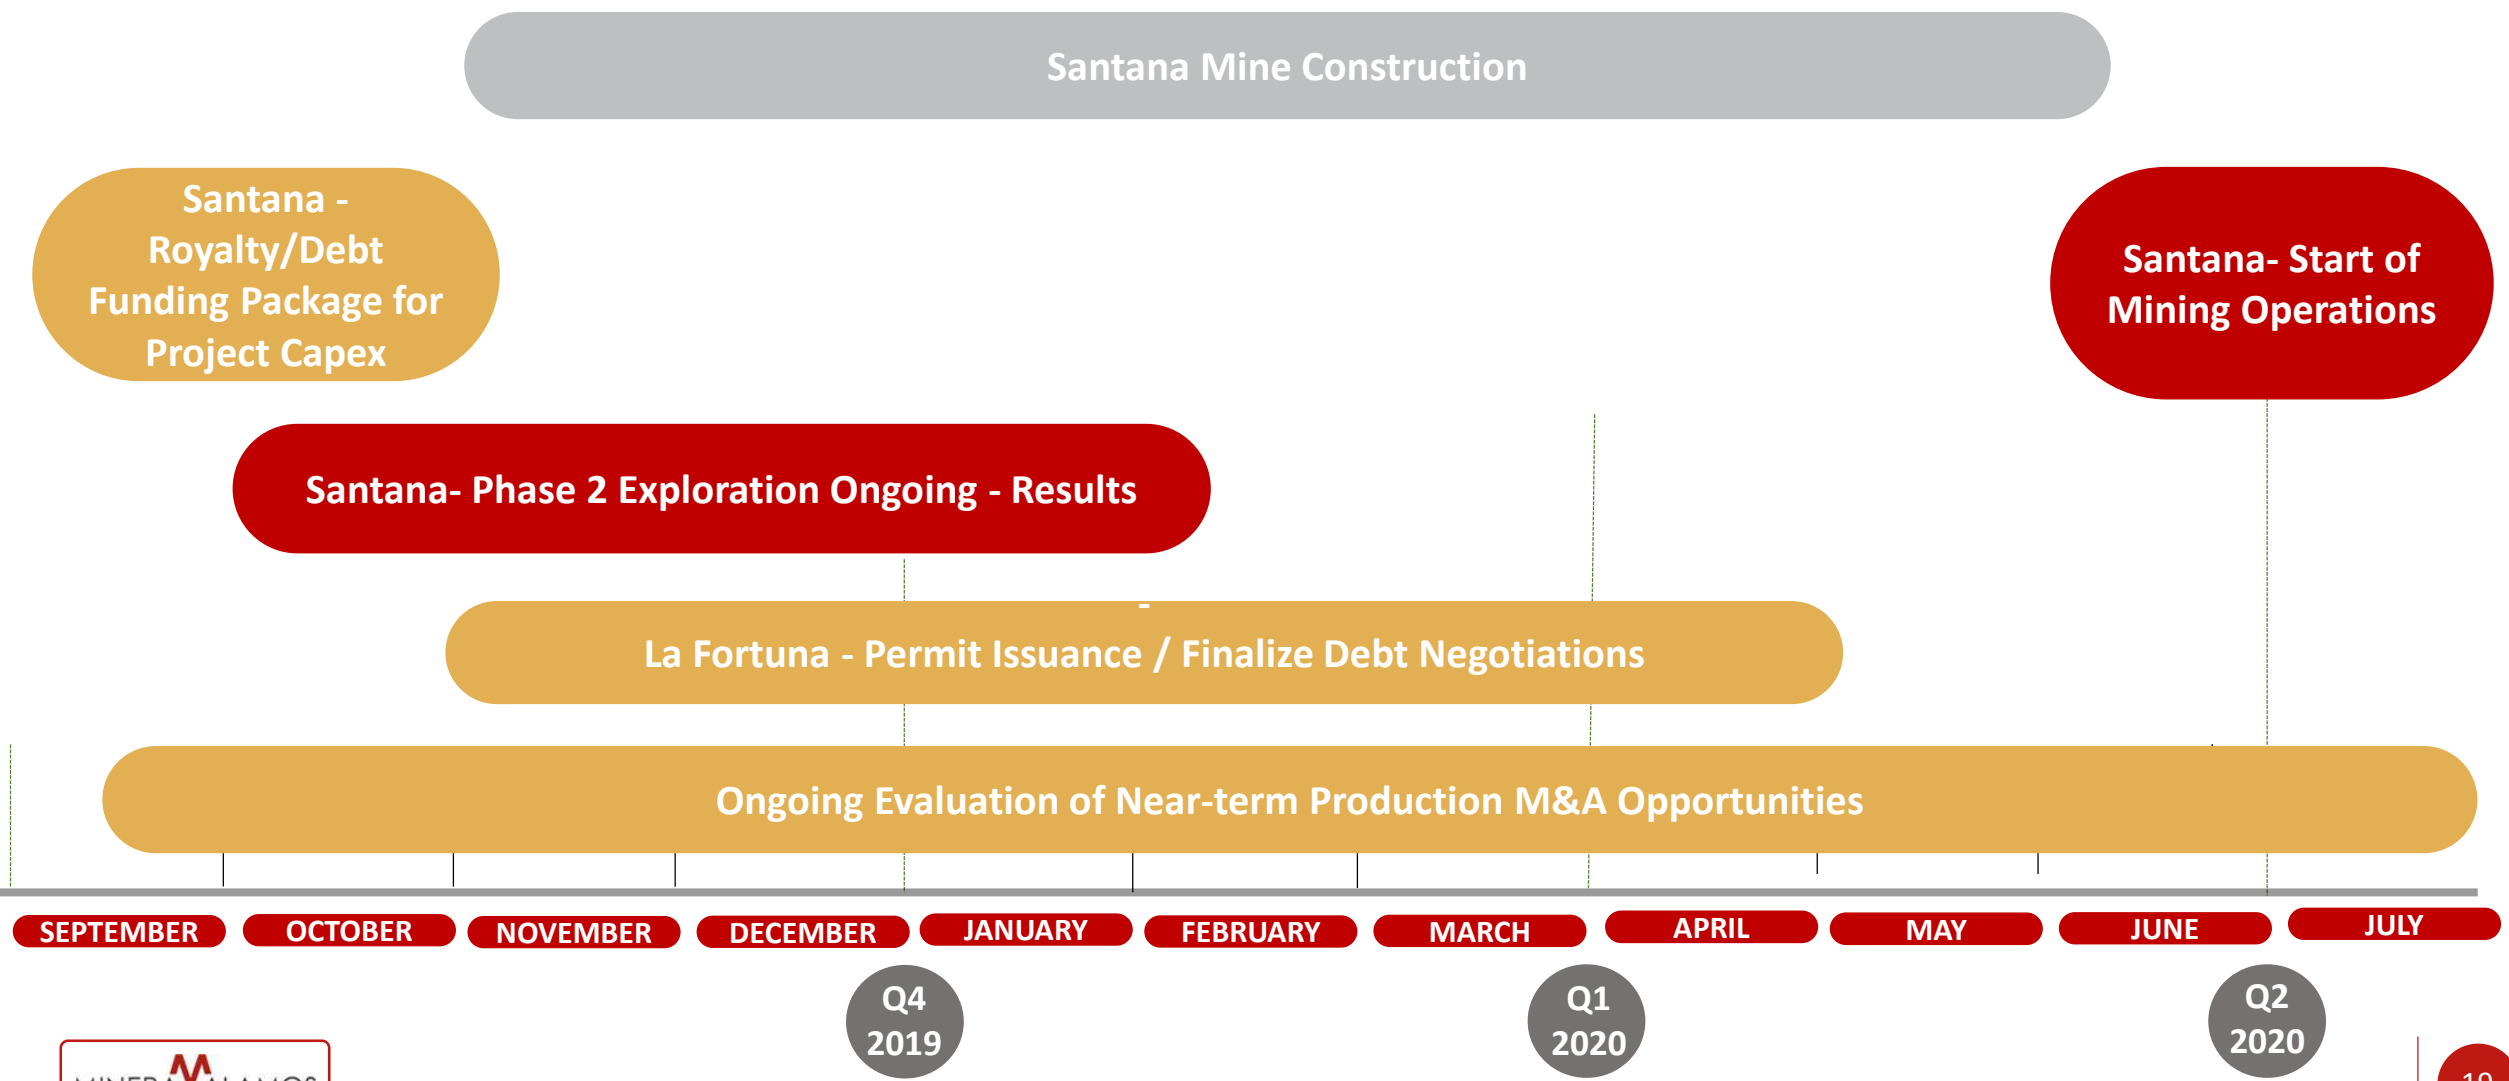 Santana Mine Construction
Santana -
Royalty/Debt
Funding Package for
Project Capex
Santana- Start of
Mining Operations
Santana- Phase 2 Exploration Ongoing - Results
-
La Fortuna - Permit Issuance / Finalize Debt Negotiations
Ongoing Evaluation of Near-term Production M&A Opportunities
SEPTEMBER
OCTOBER
NOVEMBER
DECEMBER
JANUARY
FEBRUARY
MARCH
APRIL
MAY
JUNE
JULY
Q4
2019
Q1
2020
Q2
2020
MINERA ALAMOS